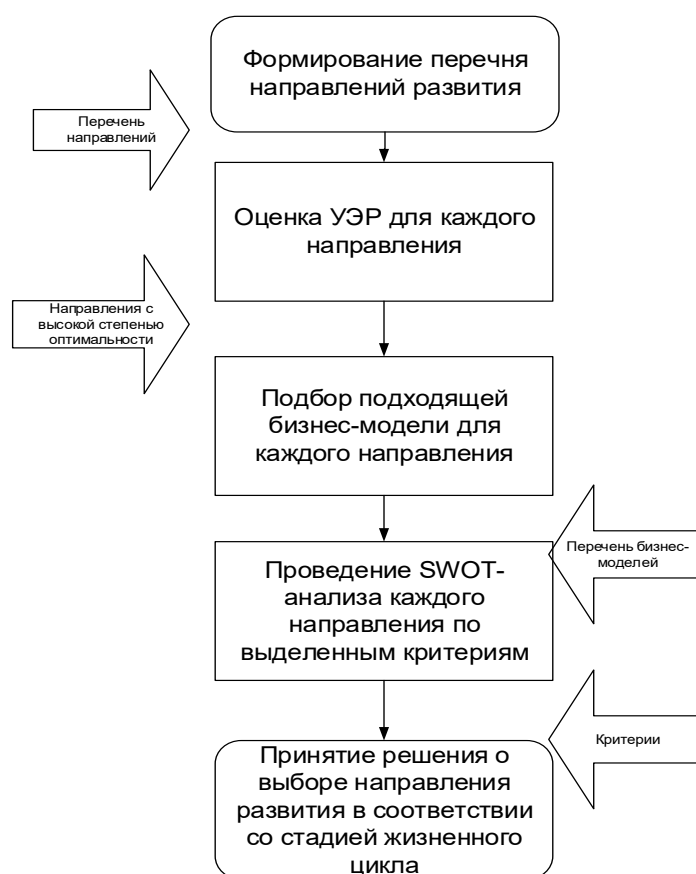 Формирование перечня
направлений развития
Перечень
направлений
Оценка УЭР для каждого
направления
Направления с
высокой степенью
оптимальности
Подбор подходящей
бизнес-модели для
каждого направления
Перечень бизнес-
моделей
Проведение SWOT-
анализа каждого
направления по
выделенным критериям
Критерии
Принятие решения о
выборе направления
развития в соответствии
со стадией жизненного
цикла